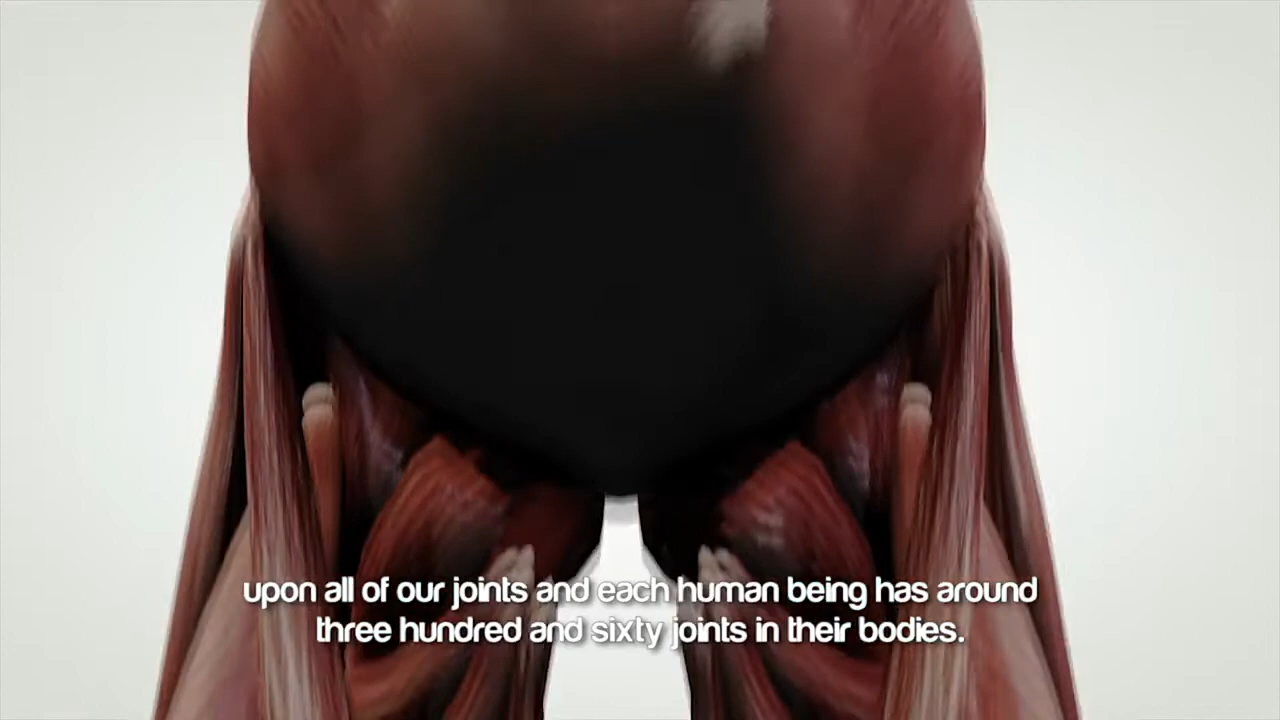 upon all of our joints and each human being has around
three hundred and sixty joints in their bodies.